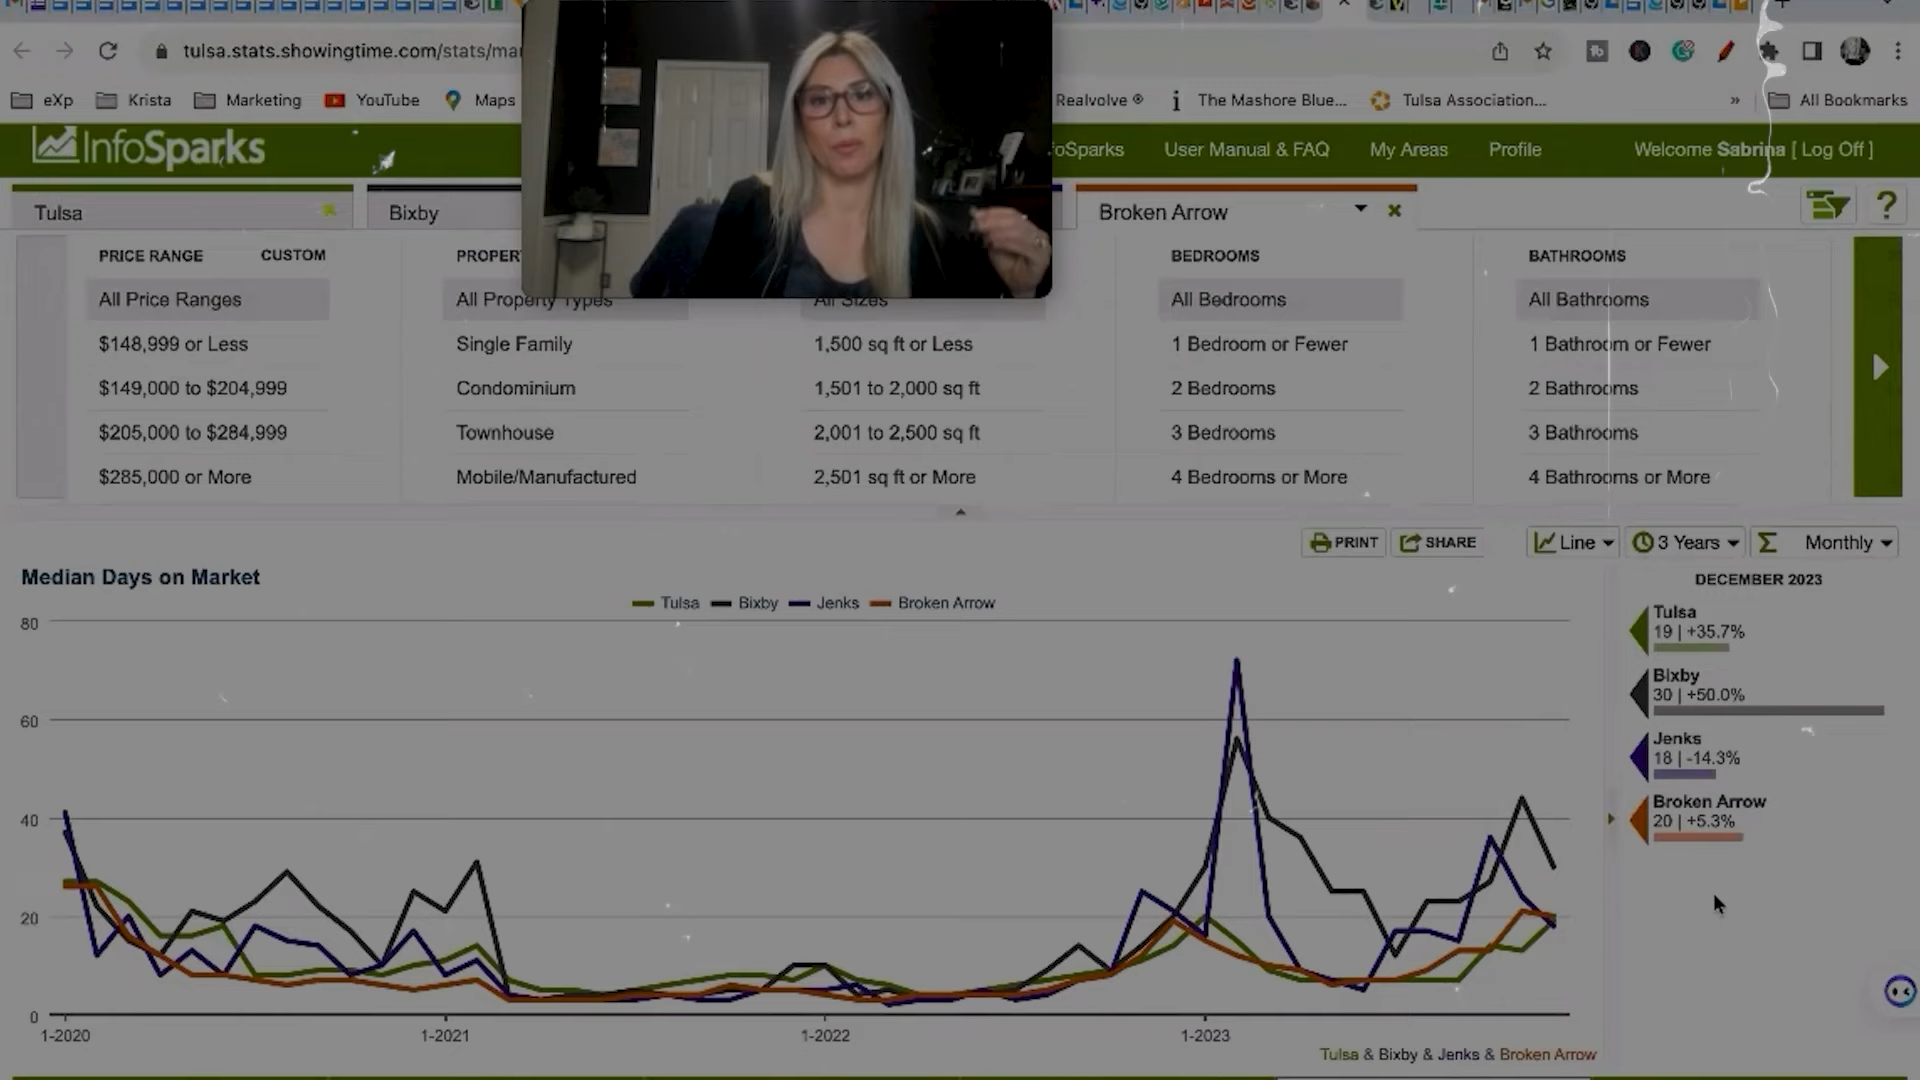 tulsa.stats.showingtime.com/stats/ma
eXp
Krista
Marketing
YouTube
Maps
Realvolve ®
The Mashore Blue...
Tulsa Association...
»
All Bookmarks
InfoSparks
foSparks
User Manual & FAQ
My Areas
Profile
Welcome Sabrina [ Log Off ]
Tulsa
Bixby
Broken Arrow
?
PRICE RANGE
CUSTOM
All Price Ranges
$148,999 or Less
$149,000 to $204,999
$205,000 to $284,999
$285,000 or More
PROPERT
All Property Types
Single Family
Condominium
Townhouse
Mobile/Manufactured
All Sizes
1,500 sq ft or Less
1,501 to 2,000 sq ft
2,001 to 2,500 sq ft
2,501 sq ft or More
BEDROOMS
All Bedrooms
1 Bedroom or Fewer
2 Bedrooms
3 Bedrooms
4 Bedrooms or More
BATHROOMS
All Bathrooms
1 Bathroom or Fewer
2 Bathrooms
3 Bathrooms
4 Bathrooms or More
PRINT
SHARE
Line
3 Years
Σ Monthly
Median Days on Market
Tulsa Bixby Jenks Broken Arrow
80
60
40
20
0
1-2020
1-2021
1-2022
1-2023
DECEMBER 2023
Tulsa
19 | +35.7%
Bixby
30 | +50.0%
Jenks
18 | -14.3%
Broken Arrow
20 | +5.3%
Tulsa & Bixby & Jenks & Broken Arrow